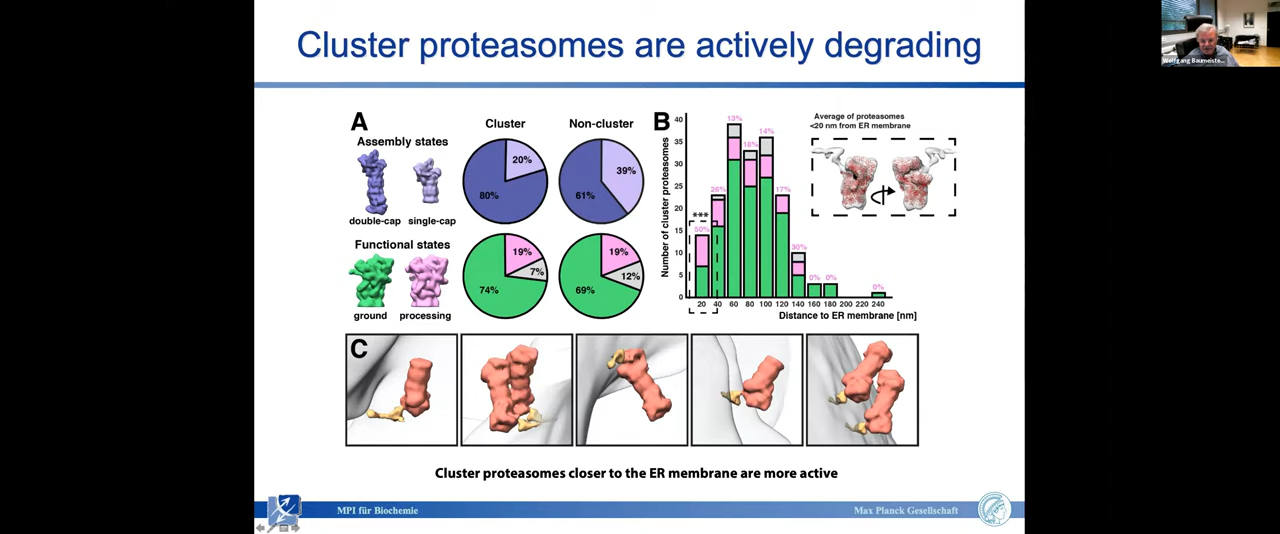 Cluster proteasomes are actively degrading
Wolfgang Baumeiste...
A
Cluster
Non-cluster
Assembly states
double-cap
single-cap
20%
80%
39%
61%
Functional states
ground
processing
19%
7%
74%
19%
12%
69%
B
Number of cluster proteasomes
40
35
30
25
20
15
10
5
0
***
50%
26%
13%
18%
14%
17%
30%
0%
0%
0%
20 40 60 80 100 120 140 160 180 200 220 240
Distance to ER membrane [nm]
Average of proteasomes
<20 nm from ER membrane
C
Cluster proteasomes closer to the ER membrane are more active
MPI für Biochemie
Max Planck Gesellschaft